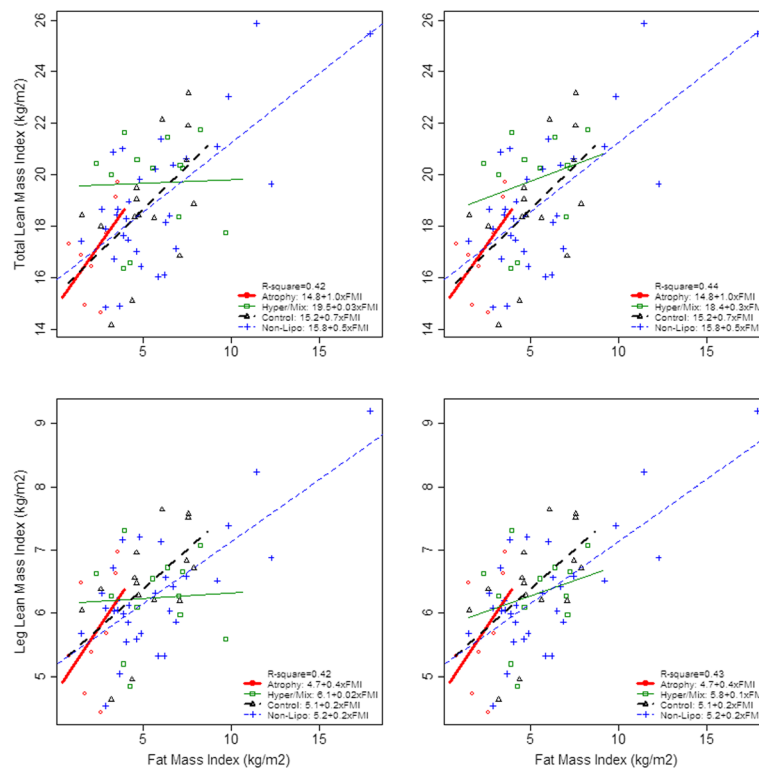 Total Lean Mass Index (kg/m2)
14 16 18 20 22 24 26
5 10 15
R-square=0.42
Atrophy: 14.8+1.0xFMI
Hyper/Mix: 19.5+0.03xFMI
Control: 15.2+0.7xFMI
Non-Lipo: 15.8+0.5xFMI
14 16 18 20 22 24 26
5 10 15
R-square=0.44
Atrophy: 14.8+1.0xFMI
Hyper/Mix: 18.4+0.3xFM
Control: 15.2+0.7xFMI
Non-Lipo: 15.8+0.5xFM
Leg Lean Mass Index (kg/m2)
5 6 7 8 9
5 10 15
Fat Mass Index (kg/m2)
R-square=0.42
Atrophy: 4.7+0.4xFMI
Hyper/Mix: 6.1+0.02xFMI
Control: 5.1+0.2xFMI
Non-Lipo: 5.2+0.2xFMI
5 6 7 8 9
5 10 15
Fat Mass Index (kg/m2)
R-square=0.43
Atrophy: 4.7+0.4xFMI
Hyper/Mix: 5.8+0.1xFM
Control: 5.1+0.2xFMI
Non-Lipo: 5.2+0.2xFM